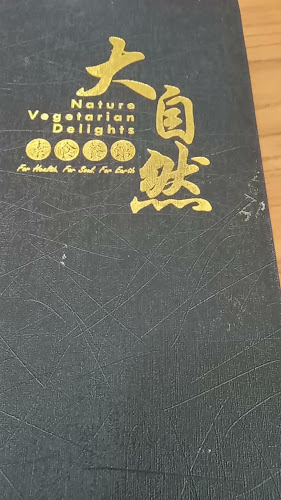 大自然
Nature
Vegetarian
Delights
素食餐館
For Health. For Soul. For Earth